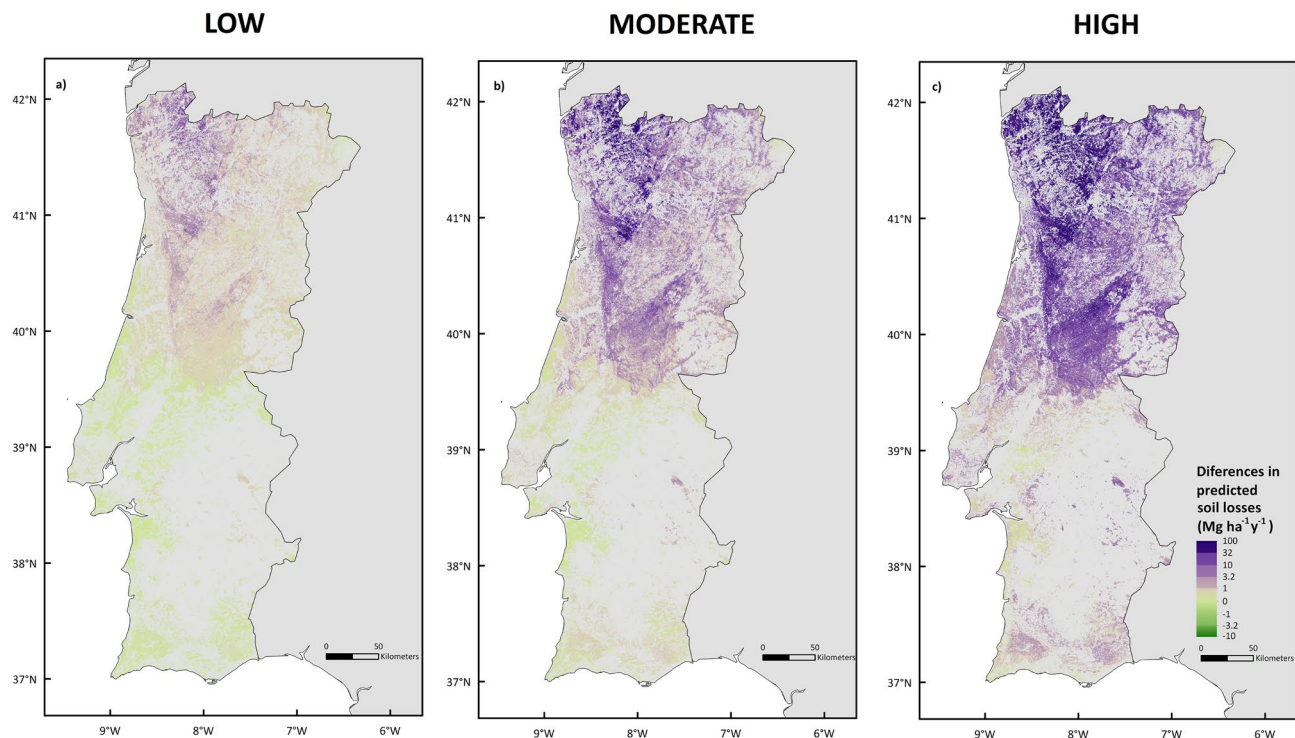 LOW
MODERATE
HIGH
a)
b)
c)
42°N
41°N
40°N
39°N
38°N
37°N
42°N
41°N
40°N
39°N
38°N
37°N
42°N
41°N
40°N
39°N
38°N
37°N
Diferences in
predicted
soil losses
(Mg ha⁻¹y⁻¹)
100
32
10
3.2
1
0
-1
-3.2
-10
0 50
Kilometers
0 50
Kilometers
0 50
Kilometers
9°W 8°W 7°W 6°W
9°W 8°W 7°W 6°W
9°W 8°W 7°W 6°W